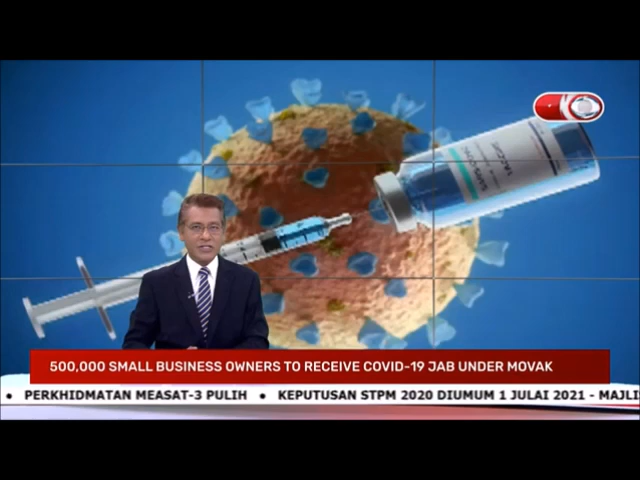 500,000 SMALL BUSINESS OWNERS TO RECEIVE COVID-19 JAB UNDER MOVAK
• PERKHIDMATAN MEASAT-3 PULIH • KEPUTUSAN STPM 2020 DIUMUM 1 JULAI 2021 - MAJLI